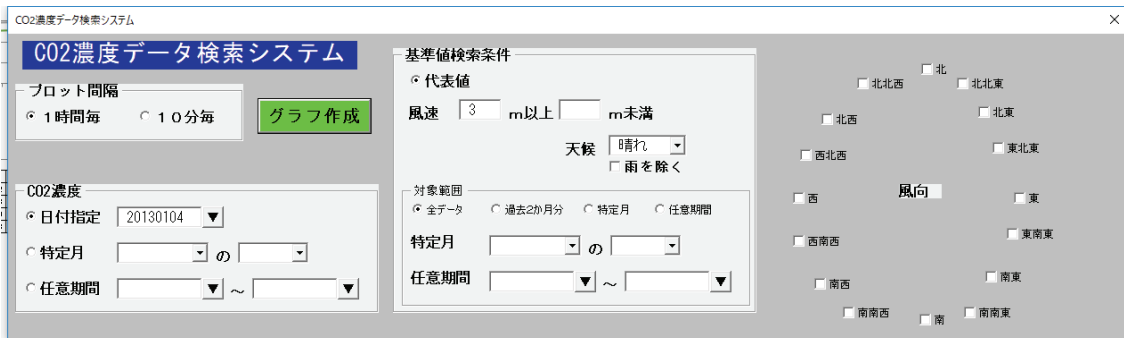 CO2濃度データ検索システム
CO2濃度データ検索システム
プロット間隔
1時間毎 10分毎
グラフ作成
CO2濃度
日付指定 20130104
特定月 の
任意期間 ～
基準値検索条件
代表値
風速 3 m以上 m未満
天候 晴れ
雨を除く
対象範囲
全データ 過去2か月分 特定月 任意期間
特定月 の
任意期間 ～
北
北北西 北北東
北西 北東
西北西 東北東
西 風向 東
西南西 東南東
南西 南東
南南西 南 南南東